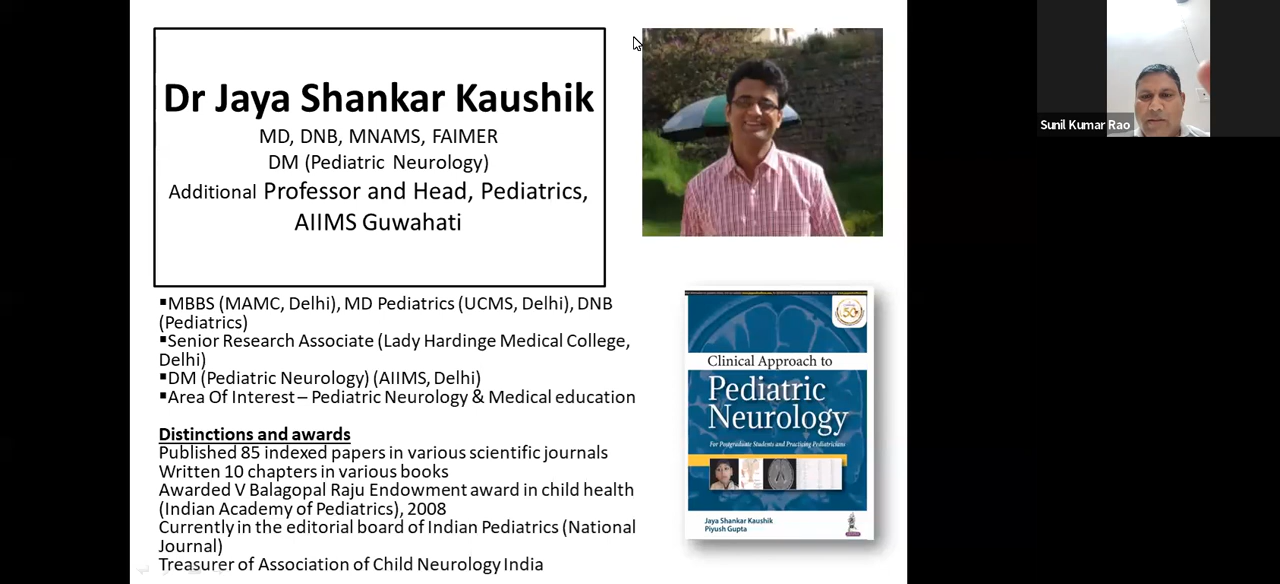 Dr Jaya Shankar Kaushik
MD, DNB, MNAMS, FAIMER
DM (Pediatric Neurology)
Additional Professor and Head, Pediatrics,
AIIMS Guwahati
▪MBBS (MAMC, Delhi), MD Pediatrics (UCMS, Delhi), DNB
(Pediatrics)
▪Senior Research Associate (Lady Hardinge Medical College,
Delhi)
▪DM (Pediatric Neurology) (AIIMS, Delhi)
▪Area Of Interest – Pediatric Neurology & Medical education
Distinctions and awards
Published 85 indexed papers in various scientific journals
Written 10 chapters in various books
Awarded V Balagopal Raju Endowment award in child health
(Indian Academy of Pediatrics), 2008
Currently in the editorial board of Indian Pediatrics (National
Journal)
Treasurer of Association of Child Neurology India
50
Clinical Approach to
Pediatric
Neurology
For Postgraduate Students and Practicing Pediatricians
Jaya Shankar Kaushik
Piyush Gupta
Sunil Kumar Rao